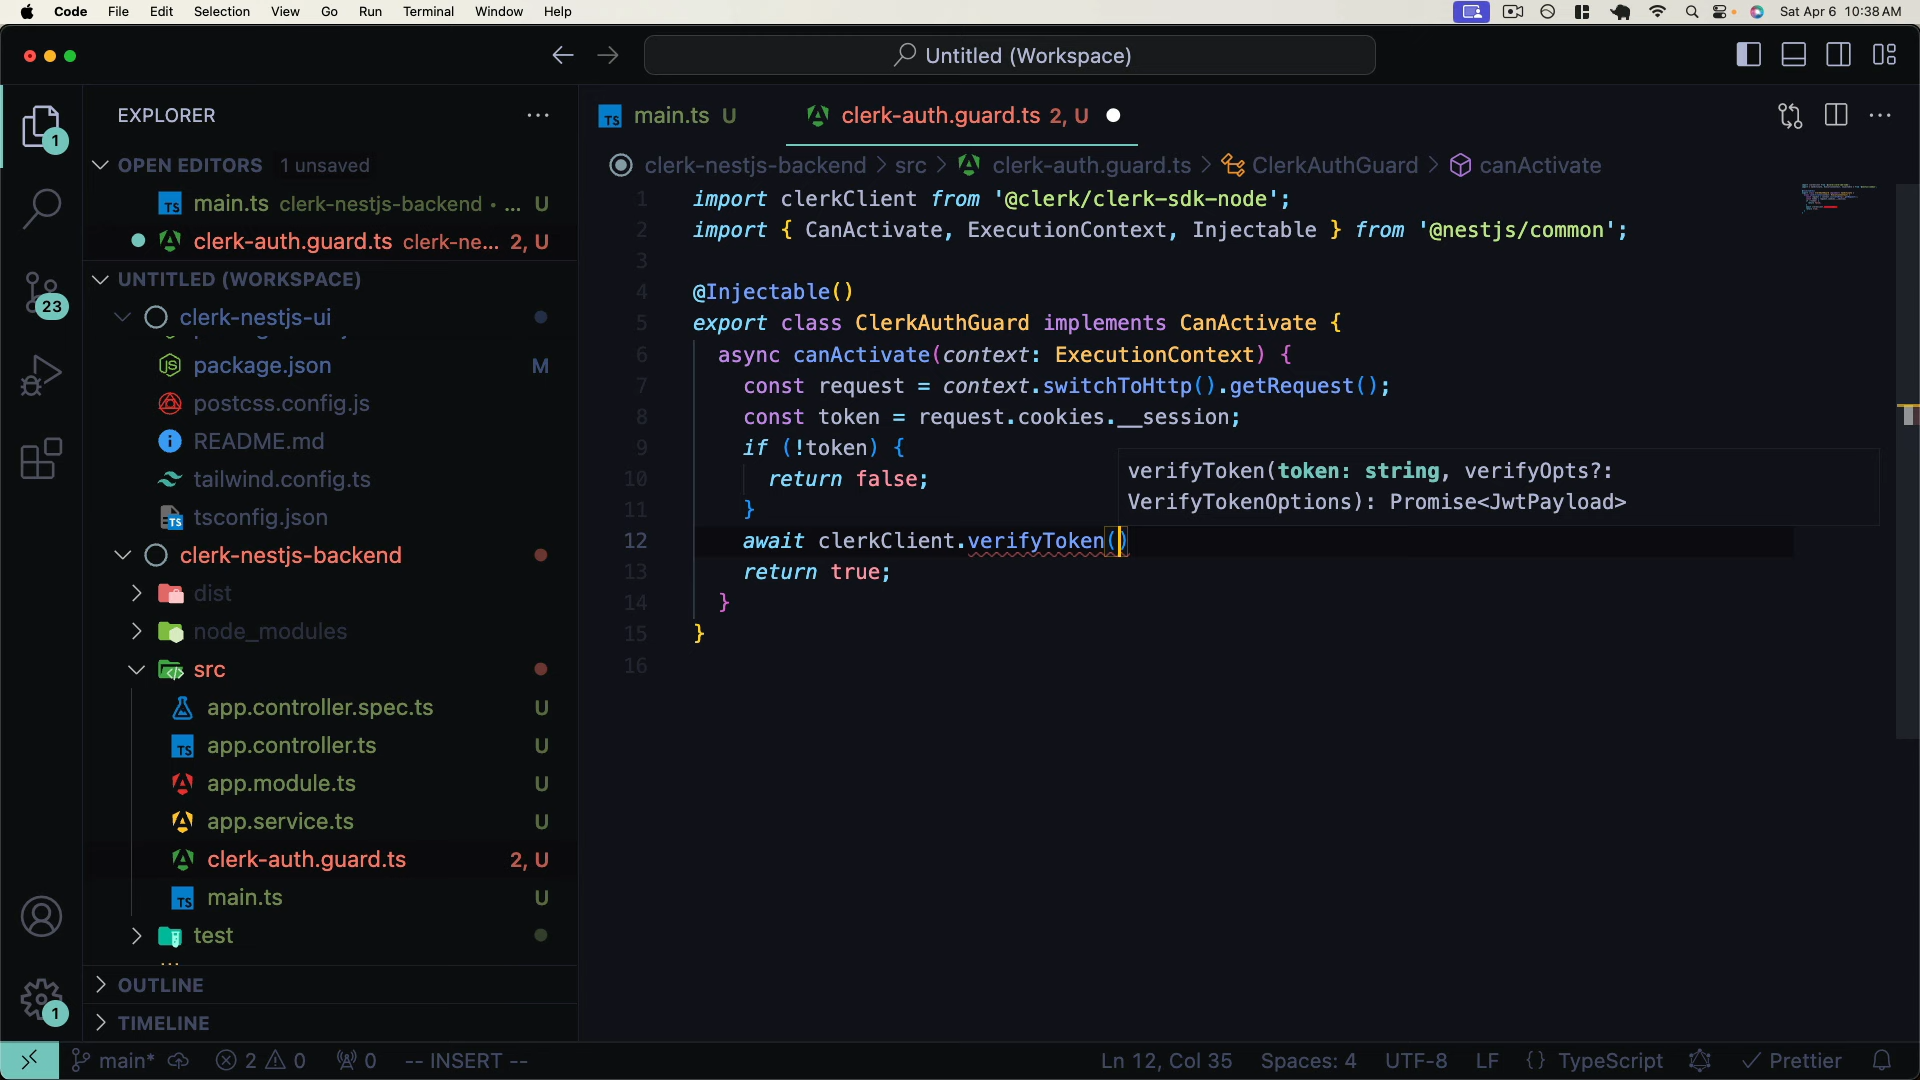 Code File Edit Selection View Go Run Terminal Window Help
Sat Apr 6 10:38 AM
Untitled (Workspace)
EXPLORER
1
OPEN EDITORS 1 unsaved
main.ts clerk-nestjs-backend • ... U
clerk-auth.guard.ts clerk-ne... 2, U
UNTITLED (WORKSPACE)
23
clerk-nestjs-ui
package.json M
postcss.config.js
README.md
tailwind.config.ts
tsconfig.json
clerk-nestjs-backend
dist
node_modules
src
app.controller.spec.ts U
app.controller.ts U
app.module.ts U
app.service.ts U
clerk-auth.guard.ts 2, U
main.ts U
test
OUTLINE
1
TIMELINE
main.ts U
clerk-auth.guard.ts 2, U
clerk-nestjs-backend > src > clerk-auth.guard.ts > ClerkAuthGuard > canActivate
1 import clerkClient from '@clerk/clerk-sdk-node';
2 import { CanActivate, ExecutionContext, Injectable } from '@nestjs/common';
3
4 @Injectable()
5 export class ClerkAuthGuard implements CanActivate {
6 async canActivate(context: ExecutionContext) {
7 const request = context.switchToHttp().getRequest();
8 const token = request.cookies.__session;
9 if (!token) {
10 return false;
11 }
12 await clerkClient.verifyToken()
13 return true;
14 }
15 }
16
verifyToken(token: string, verifyOpts?:
VerifyTokenOptions): Promise<JwtPayload>
main* 2 0 0 -- INSERT -- Ln 12, Col 35 Spaces: 4 UTF-8 LF {} TypeScript Prettier